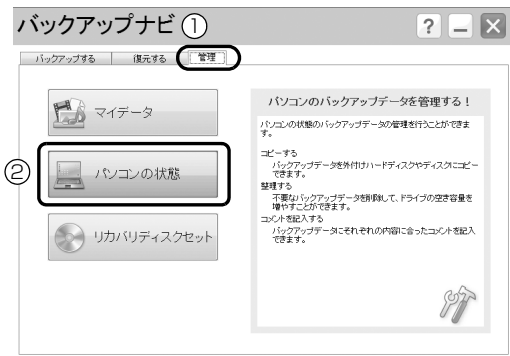 バックアップナビ ①
? – ×
バックアップする 復元する 管理
マイデータ
②
パソコンの状態
リカバリディスクセット
パソコンのバックアップデータを管理する！
パソコンの状態のバックアップデータの管理を行うことができま
す。
コピーする
バックアップデータを外付けハードディスクやディスクにコピー
できます。
整理する
不要なバックアップデータを削除して、ドライブの空き容量を
増やすことができます。
コメントを記入する
バックアップデータにそれぞれの内容に合ったコメントを記入
できます。